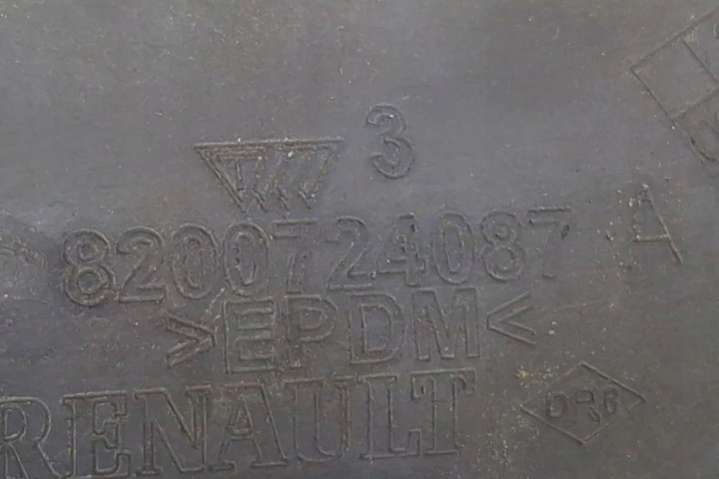 3
8200724087 A
>EPDM<
RENAULT